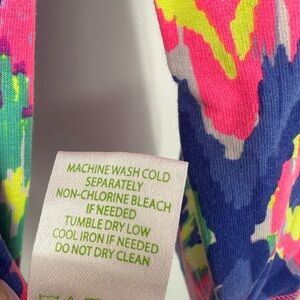 MACHINE WASH COLD
SEPARATELY
NON-CHLORINE BLEACH
IF NEEDED
TUMBLE DRY LOW
COOL IRON IF NEEDED
DO NOT DRY CLEAN